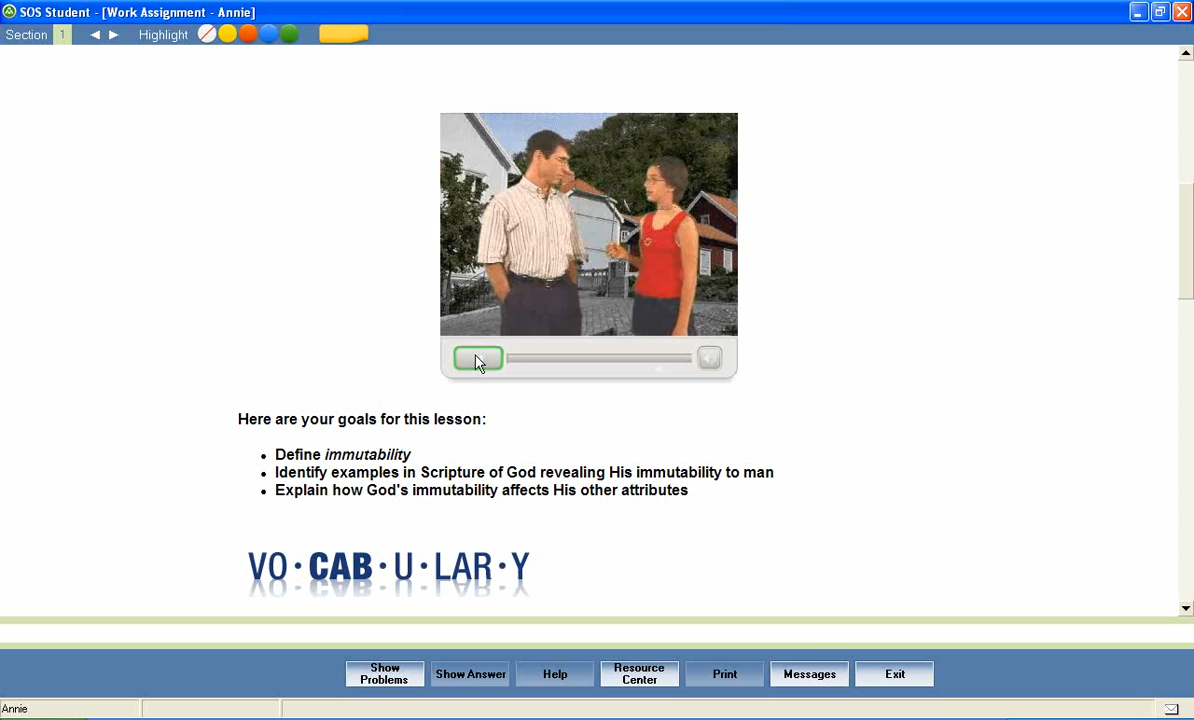 SOS Student - [Work Assignment - Annie]
Section 1 Highlight
Here are your goals for this lesson:
• Define immutability
• Identify examples in Scripture of God revealing His immutability to man
• Explain how God's immutability affects His other attributes
VO·CAB·U·LAR·Y
Show Problems Show Answer Help Resource Center Print Messages Exit
Annie